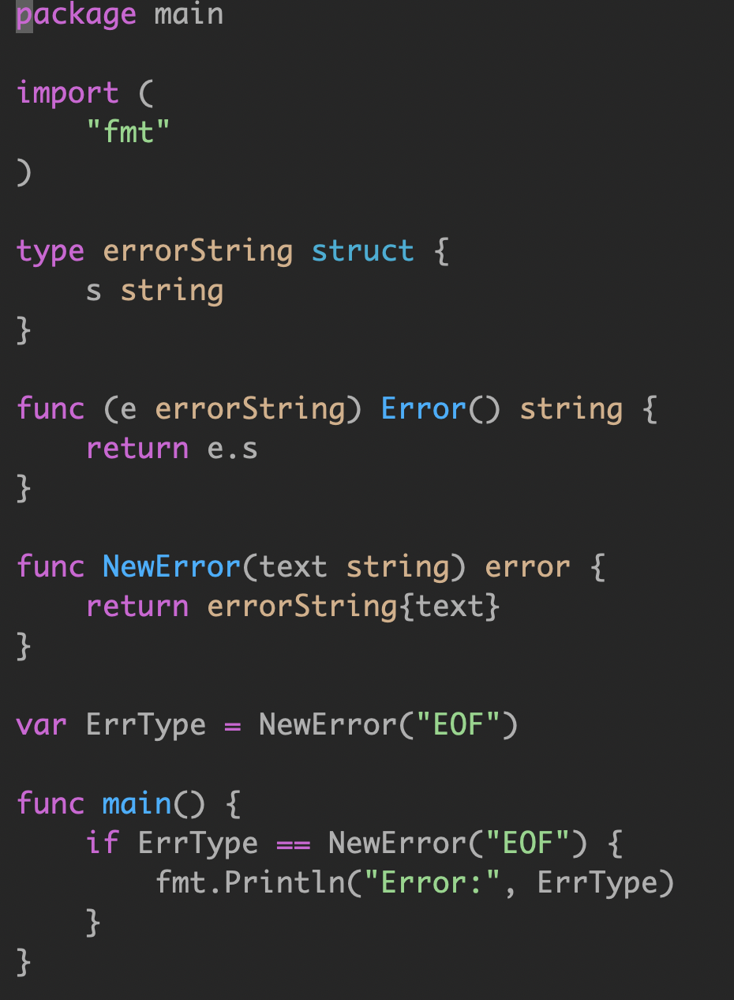 package main
import (
    "fmt"
)
type errorString struct {
    s string
}
func (e errorString) Error() string {
    return e.s
}
func NewError(text string) error {
    return errorString{text}
}
var ErrType = NewError("EOF")
func main() {
    if ErrType == NewError("EOF") {
        fmt.Println("Error:", ErrType)
    }
}